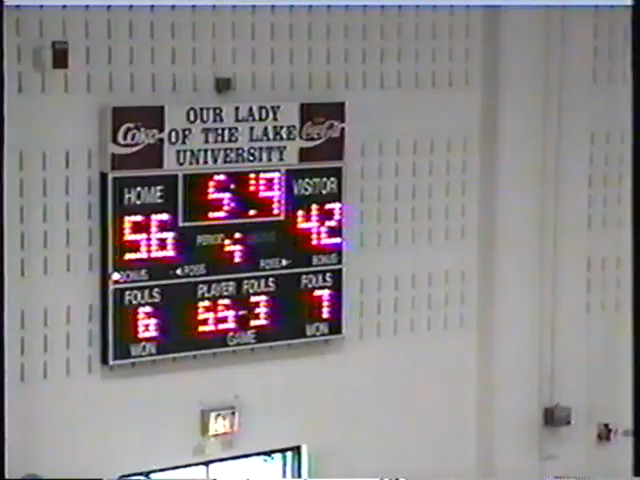 Coke OUR LADY Coca-Cola
OF THE LAKE
UNIVERSITY
HOME 5:19 VISITOR
56 PERIOD 4 42
BONUS ◄POSS POSS► BONUS
FOULS PLAYER FOULS FOULS
6 55-3 7
WON GAME WON